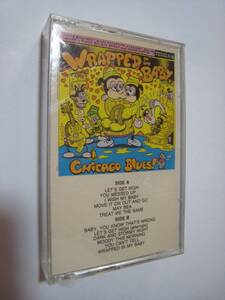 WRAPPED IN MY BABY
CHICAGO BLUES!
SIDE A
LET'S GET HIGH
YOU MESSED UP
I WISH MY BABY
MOVE IT ON OUT AND GO
MAY BEA
TREAT ME THE SAME
SIDE B
BABY YOU KNOW THAT'S WRONG
LET'S GET HIGH
DARK AND STORMY NIGHT
MOODY THIS MORNING
YOU CAN'T TELL
WRAPPED IN MY BABY